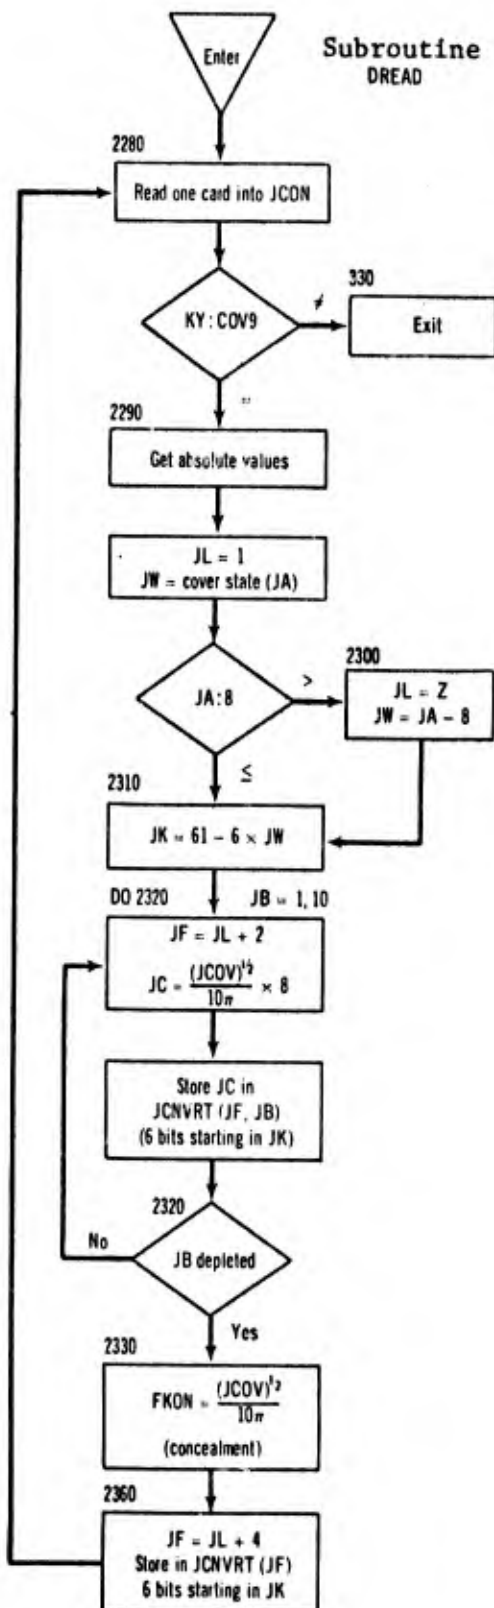 Subroutine
DREAD
Enter
2280
Read one card into JCON
KY : COV9
≠
330
Exit
=
2290
Get absolute values
JL = 1
JW = cover state (JA)
JA : 8
>
2300
JL = Z
JW = JA – 8
≤
2310
JK = 61 – 6 × JW
DO 2320 JB = 1, 10
JF = JL + 2
JC = (JCOV)^½ / 10π × 8
Store JC in
JCNVRT (JF, JB)
(6 bits starting in JK)
2320
No
JB depleted
Yes
2330
FKON = (JCOV)^½ / 10π
(concealment)
2360
JF = JL + 4
Store in JCNVRT (JF)
6 bits starting in JK